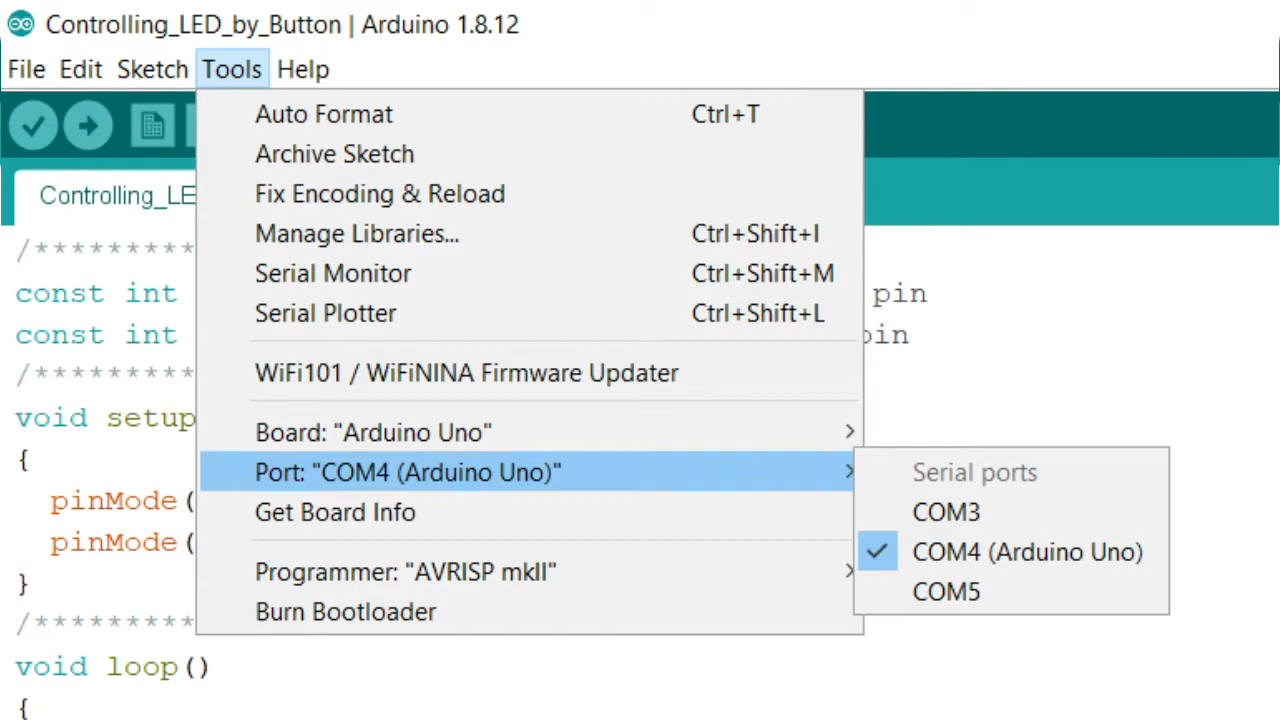 Controlling_LED_by_Button | Arduino 1.8.12
File Edit Sketch Tools Help
Auto Format Ctrl+T
Archive Sketch
Fix Encoding & Reload
Manage Libraries... Ctrl+Shift+I
Serial Monitor Ctrl+Shift+M
Serial Plotter Ctrl+Shift+L
WiFi101 / WiFiNINA Firmware Updater
Board: "Arduino Uno"
Port: "COM4 (Arduino Uno)"
Get Board Info
Programmer: "AVRISP mkII"
Burn Bootloader
Serial ports
COM3
COM4 (Arduino Uno)
COM5
Controlling_LE
/*********
const int pin
const int pin
/*********
void setup
{
pinMode(
pinMode(
}
/*********
void loop()
{